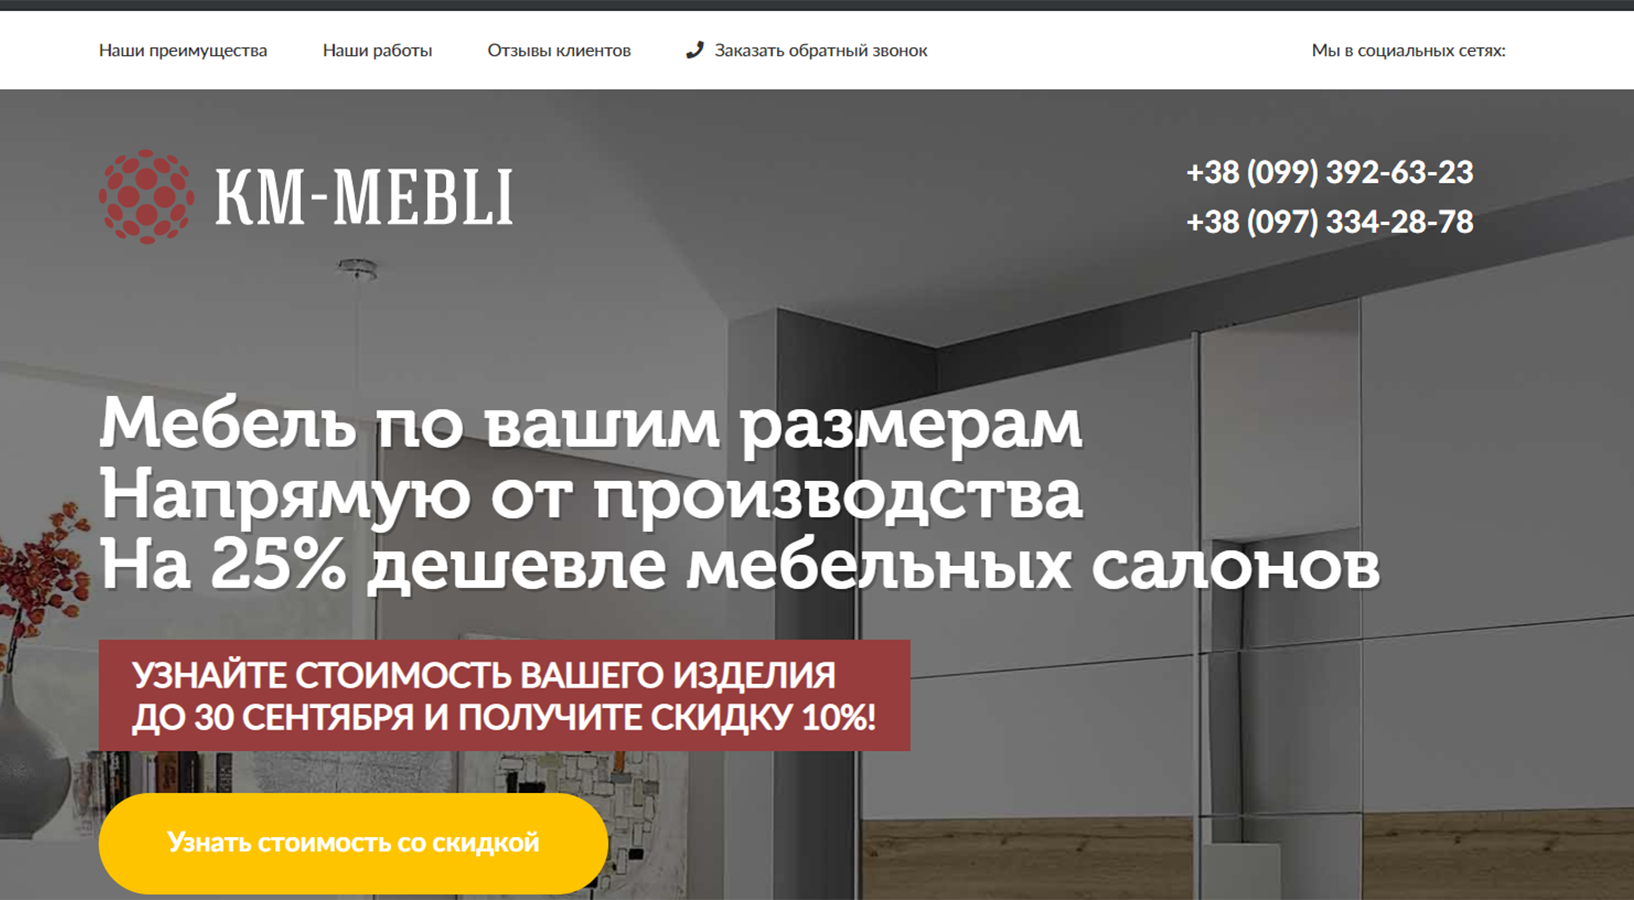 Наши преимущества Наши работы Отзывы клиентов Заказать обратный звонок Мы в социальных сетях:
KM-MEBLI
+38 (099) 392-63-23
+38 (097) 334-28-78
Мебель по вашим размерам
Напрямую от производства
На 25% дешевле мебельных салонов
УЗНАЙТЕ СТОИМОСТЬ ВАШЕГО ИЗДЕЛИЯ
ДО 30 СЕНТЯБРЯ И ПОЛУЧИТЕ СКИДКУ 10%!
Узнать стоимость со скидкой